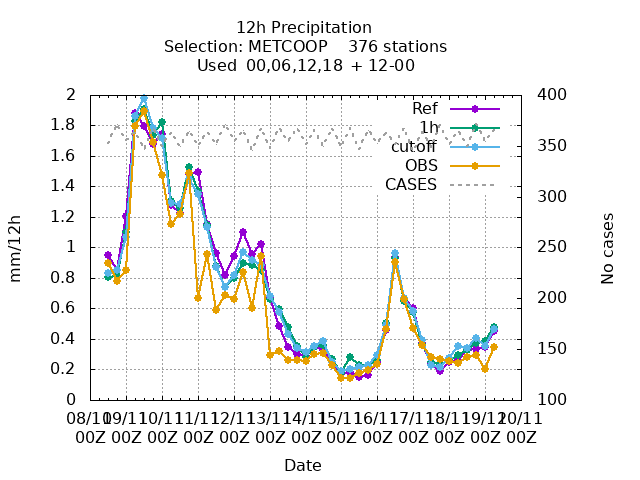 12h Precipitation
Selection: METCOOP 376 stations
Used 00,06,12,18 + 12-00
2 400
1.8
1.6 350
1.4
1.2 300
1 250
0.8
0.6 200
0.4
0.2 150
0 100
mm/12h
No cases
Ref
1h
cutoff
OBS
CASES
08/11 09/11 10/11 11/11 12/11 13/11 14/11 15/11 16/11 17/11 18/11 19/11 20/11
00Z 00Z 00Z 00Z 00Z 00Z 00Z 00Z 00Z 00Z 00Z 00Z 00Z
Date